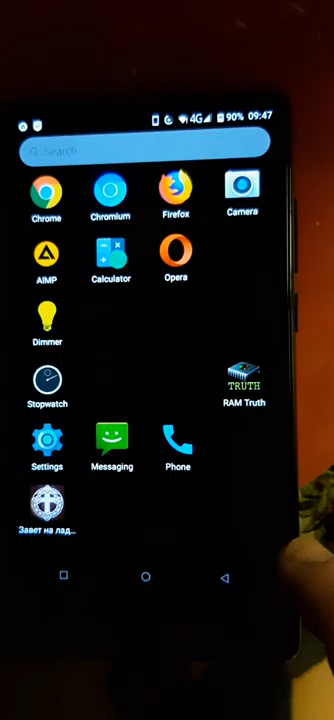 4G 90% 09:47
Search
Chrome Chromium Firefox Camera
AIMP Calculator Opera
Dimmer
TRUTH
Stopwatch RAM Truth
Settings Messaging Phone
Завет на лад...